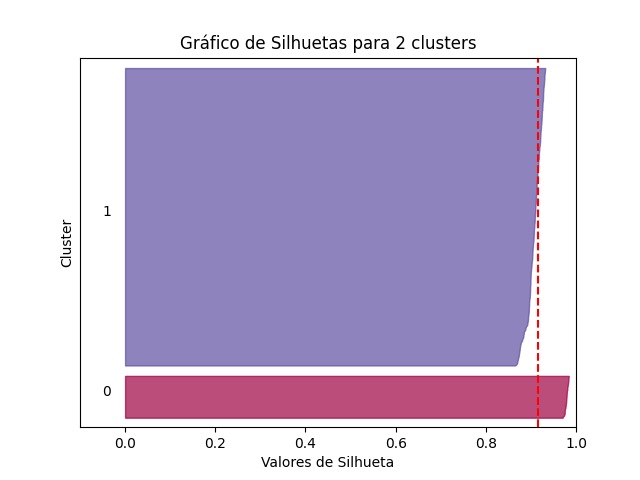 Gráfico de Silhuetas para 2 clusters
Cluster
1
0
0.0 0.2 0.4 0.6 0.8 1.0
Valores de Silhueta